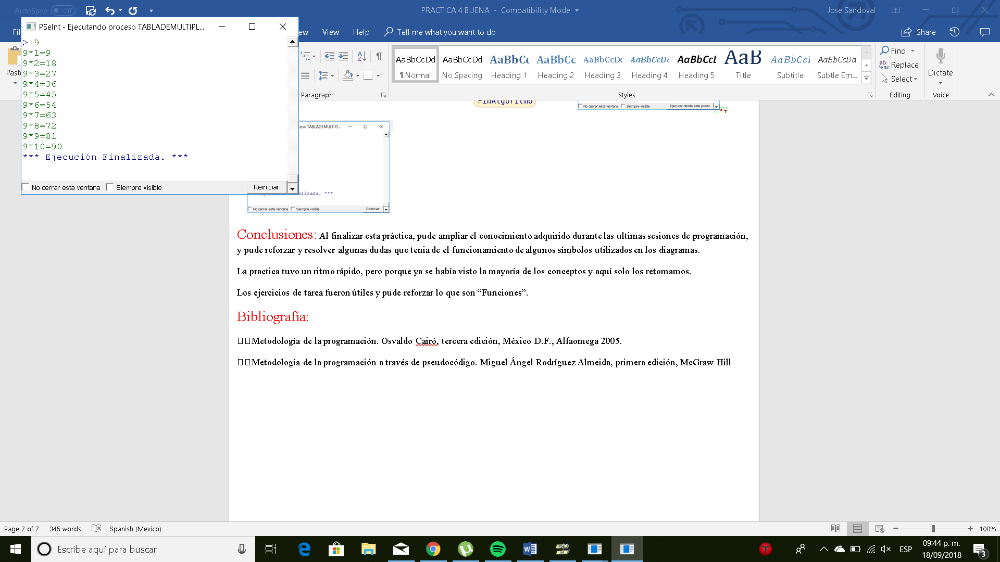 AutoSave Off
PRACTICA 4 BUENA - Compatibility Mode
Jose Sandoval
PSeInt - Ejecutando proceso TABLADEMULTIPL...
View Help Tell me what you want to do
Share
> 9
9*1=9
9*2=18
9*3=27
9*4=36
9*5=45
9*6=54
9*7=63
9*8=72
9*9=81
9*10=90
*** Ejecución Finalizada. ***
No cerrar esta ventana Siempre visible Reiniciar
Paste
Paragraph
AaBbCcDd AaBbCcDd AaBbCc AaBbCc AaBbCcDc AaBbCcDc AaBbCcL AaB AaBbCcL AaBbCcDd
¶ Normal No Spacing Heading 1 Heading 2 Heading 3 Heading 4 Heading 5 Title Subtitle Subtle Em...
Styles
Find
Replace
Select
Editing
Dictate
Voice
FinAlgoritmo
No cerrar esta ventana Siempre visible Ejecutar desde este punto
ceso TABLADEMULTIPL...
*** Ejecución Finalizada. ***
No cerrar esta ventana Siempre visible Reiniciar
Conclusiones: Al finalizar esta práctica, pude ampliar el conocimiento adquirido durante las ultimas sesiones de programación,
y pude reforzar y resolver algunas dudas que tenia de el funcionamiento de algunos símbolos utilizados en los diagramas.
La practica tuvo un ritmo rápido, pero porque ya se había visto la mayoría de los conceptos y aquí solo los retomamos.
Los ejercicios de tarea fueron útiles y pude reforzar lo que son “Funciones”.
Bibliografía:
Metodología de la programación. Osvaldo Cairó, tercera edición, México D.F., Alfaomega 2005.
Metodología de la programación a través de pseudocódigo. Miguel Ángel Rodríguez Almeida, primera edición, McGraw Hill
Page 7 of 7 345 words Spanish (Mexico)
100%
Escribe aquí para buscar
ESP
09:44 p. m.
18/09/2018
3